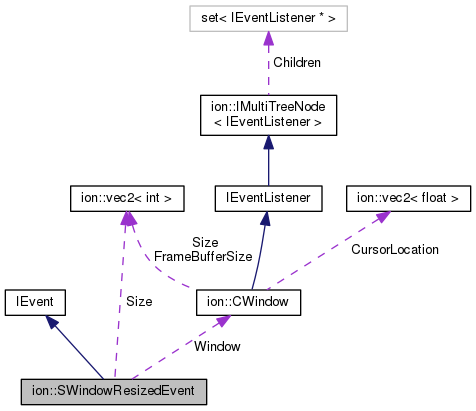 set< IEventListener * >
Children
ion::IMultiTreeNode
< IEventListener >
ion::vec2< int >
IEventListener
ion::vec2< float >
Size
FrameBufferSize
CursorLocation
IEvent
Size
ion::CWindow
Window
ion::SWindowResizedEvent